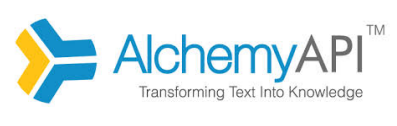 AlchemyAPI™
Transforming Text Into Knowledge